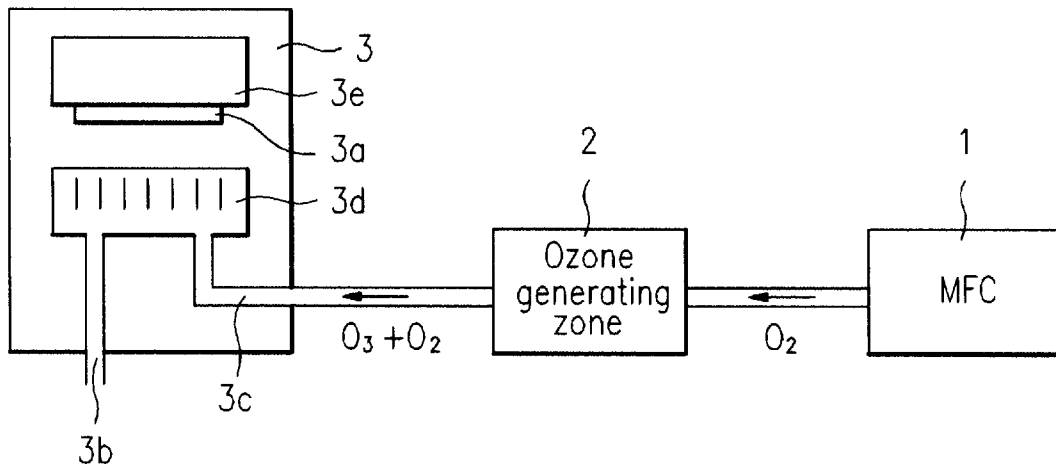 3
3e
3a
3d
2
1
Ozone
generating
zone
MFC
O₃ +O₂
O₂
3c
3b